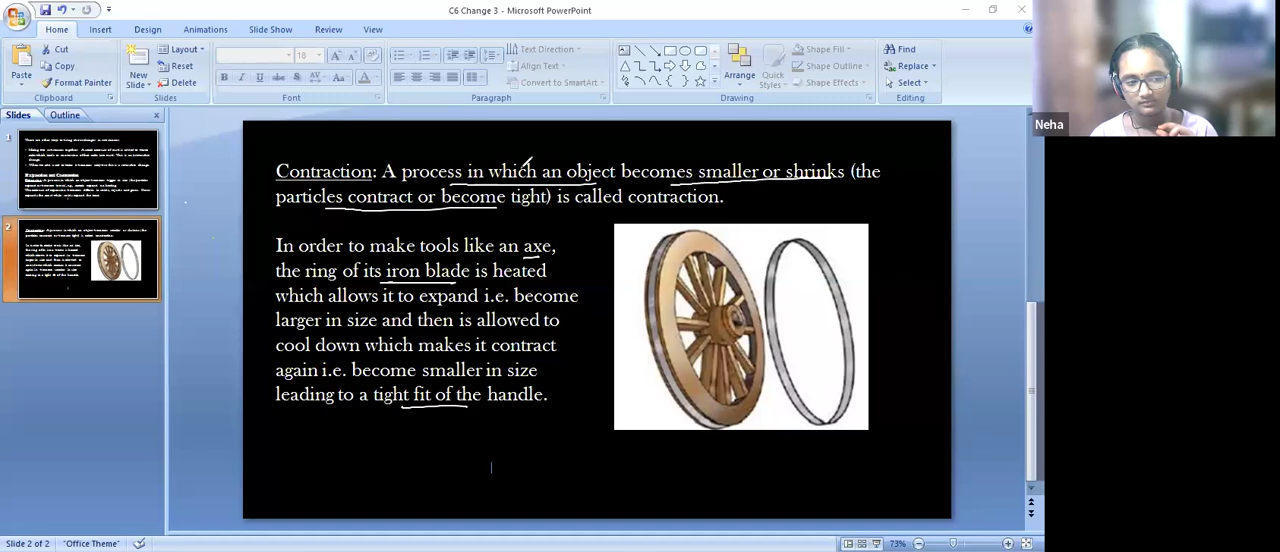 C6 Change 3 - Microsoft PowerPoint
Home Insert Design Animations Slide Show Review View
Cut
Copy
Format Painter
Paste
Clipboard
New Slide
Layout
Reset
Delete
Slides
18
Font
Paragraph
Text Direction
Align Text
Convert to SmartArt
Arrange
Quick Styles
Shape Fill
Shape Outline
Shape Effects
Drawing
Find
Replace
Select
Editing
Neha
Slides Outline
1
2
Contraction: A process in which an object becomes smaller or shrinks (the
particles contract or become tight) is called contraction.
In order to make tools like an axe,
the ring of its iron blade is heated
which allows it to expand i.e. become
larger in size and then is allowed to
cool down which makes it contract
again i.e. become smaller in size
leading to a tight fit of the handle.
Slide 2 of 2 "Office Theme" 73%